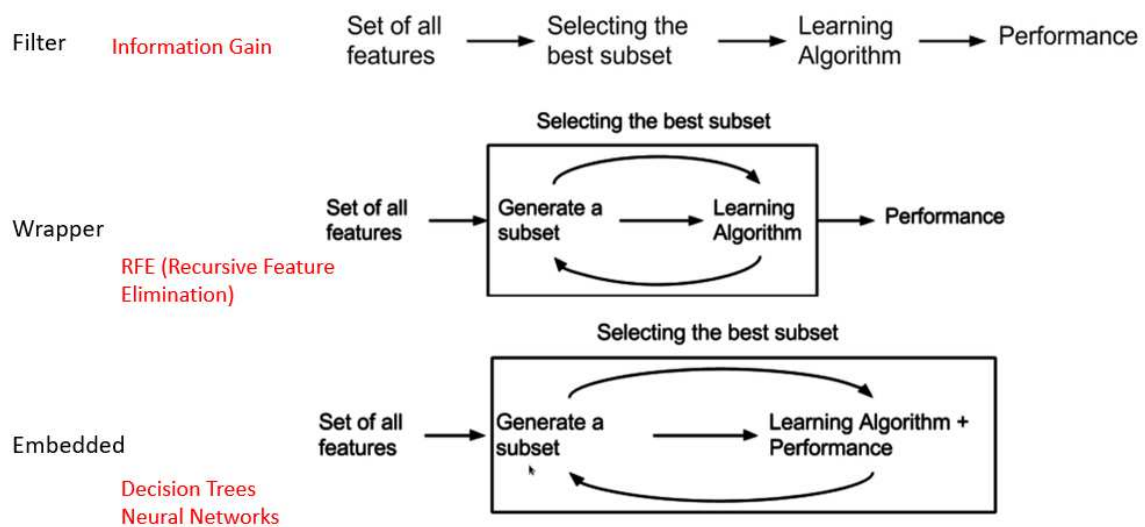 Filter
Information Gain
Set of all
features
Selecting the
best subset
Learning
Algorithm
Performance
Selecting the best subset
Wrapper
RFE (Recursive Feature
Elimination)
Set of all
features
Generate a
subset
Learning
Algorithm
Performance
Selecting the best subset
Embedded
Decision Trees
Neural Networks
Set of all
features
Generate a
subset
Learning Algorithm +
Performance